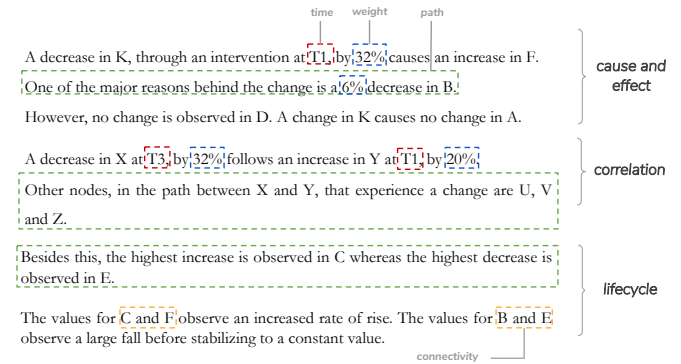 time weight path
A decrease in K, through an intervention at T1, by 32% causes an increase in F.
One of the major reasons behind the change is a 6% decrease in B.
However, no change is observed in D. A change in K causes no change in A.
cause and
effect
A decrease in X at T3, by 32% follows an increase in Y at T1, by 20%
Other nodes, in the path between X and Y, that experience a change are U, V
and Z.
correlation
Besides this, the highest increase is observed in C whereas the highest decrease is
observed in E.
The values for C and F observe an increased rate of rise. The values for B and E
observe a large fall before stabilizing to a constant value.
lifecycle
connectivity